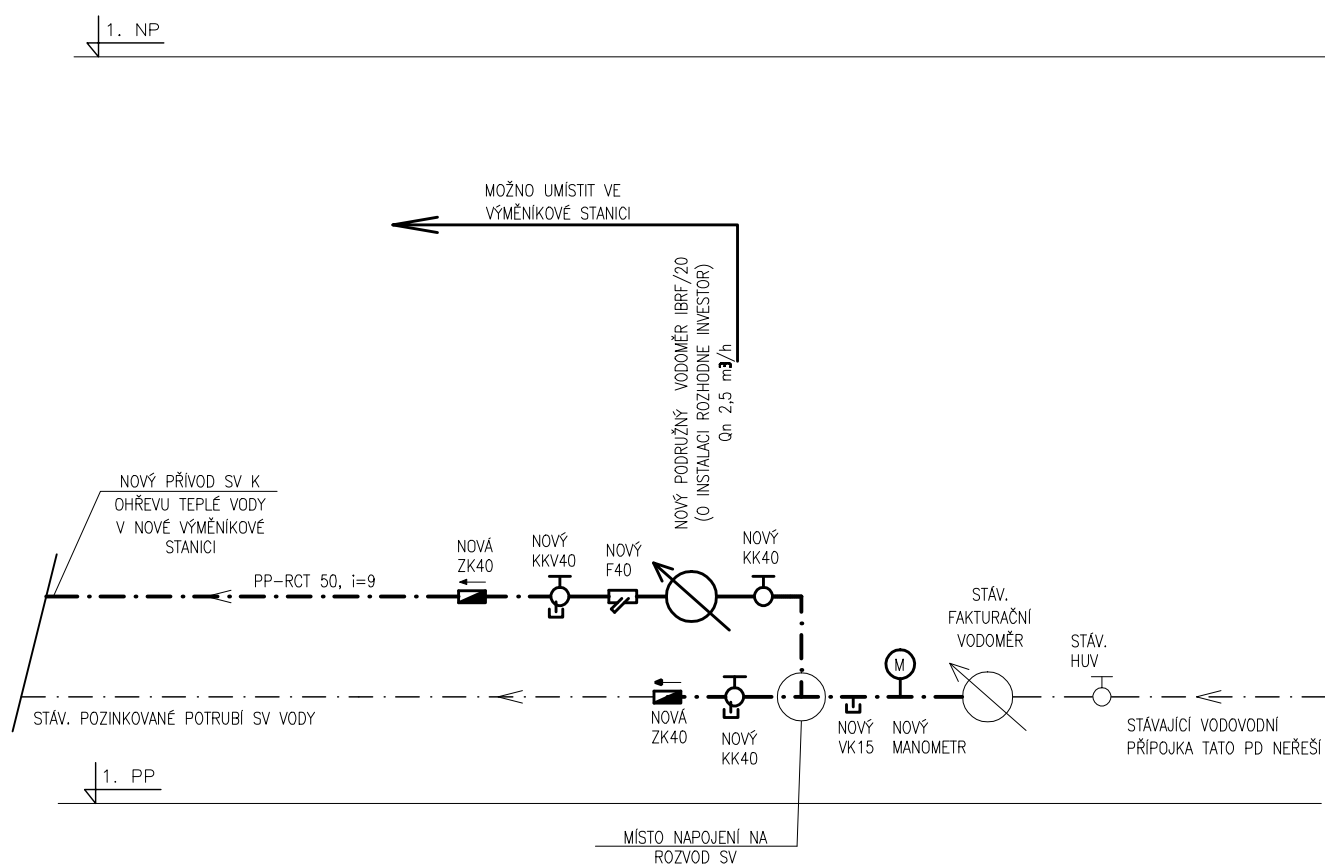 1. NP
MOŽNO UMÍSTIT VE
VÝMĚNÍKOVÉ STANICI
NOVÝ PODRUŽNÝ VODOMĚR IBRF/20
(O INSTALACI ROZHODNE INVESTOR)
Qn 2,5 m3/h
NOVÝ PŘÍVOD SV K
OHŘEVU TEPLÉ VODY
V NOVÉ VÝMĚNÍKOVÉ
STANICI
PP-RCT 50, i=9
NOVÁ
ZK40
NOVÝ
KKV40
NOVÝ
F40
NOVÝ
KK40
STÁV.
FAKTURAČNÍ
VODOMĚR
STÁV.
HUV
M
STÁV. POZINKOVANÉ POTRUBÍ SV VODY
NOVÁ
ZK40
NOVÝ
KK40
NOVÝ
VK15
NOVÝ
MANOMETR
STÁVAJÍCÍ VODOVODNÍ
PŘÍPOJKA TATO PD NEŘEŠÍ
1. PP
MÍSTO NAPOJENÍ NA
ROZVOD SV